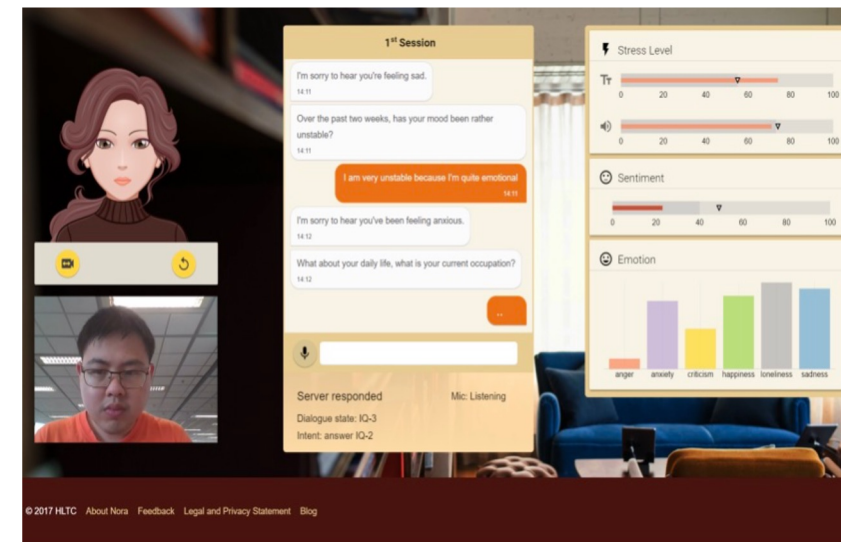 1st Session
I'm sorry to hear you're feeling sad.
14:11
Over the past two weeks, has your mood been rather
unstable?
14:11
I am very unstable because I'm quite emotional
14:11
I'm sorry to hear you've been feeling anxious.
14:12
What about your daily life, what is your current occupation?
14:12
..
Server responded
Mic: Listening
Dialogue state: IQ-3
Intent: answer IQ-2
Stress Level
Tт
0 20 40 60 80 100
0 20 40 60 80 100
Sentiment
0 20 40 60 80 100
Emotion
anger anxiety criticism happiness loneliness sadness
© 2017 HLTC About Nora Feedback Legal and Privacy Statement Blog